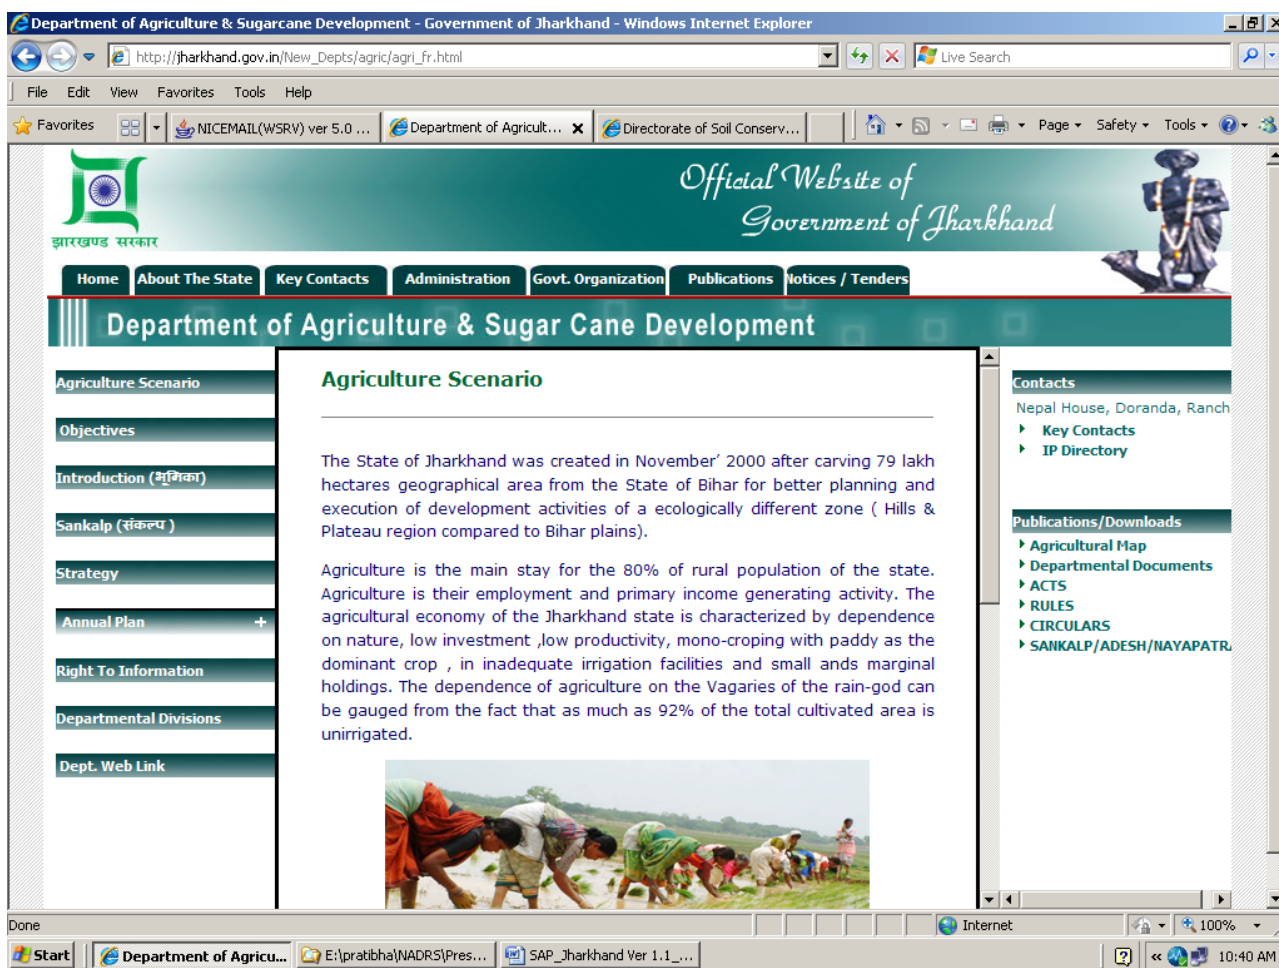 Department of Agriculture & Sugarcane Development - Government of Jharkhand - Windows Internet Explorer
http://jharkhand.gov.in/New_Depts/agric/agri_fr.html
Live Search
File Edit View Favorites Tools Help
Favorites
NICEMAIL(WSRV) ver 5.0 ...
Department of Agricult...
Directorate of Soil Conserv...
Page Safety Tools
झारखण्ड सरकार
Official Website of
Government of Jharkhand
Home About The State Key Contacts Administration Govt. Organization Publications Notices / Tenders
Department of Agriculture & Sugar Cane Development
Agriculture Scenario
Objectives
Introduction (भूमिका)
Sankalp (संकल्प )
Strategy
Annual Plan +
Right To Information
Departmental Divisions
Dept. Web Link
Agriculture Scenario
The State of Jharkhand was created in November’ 2000 after carving 79 lakh
hectares geographical area from the State of Bihar for better planning and
execution of development activities of a ecologically different zone ( Hills &
Plateau region compared to Bihar plains).
Agriculture is the main stay for the 80% of rural population of the state.
Agriculture is their employment and primary income generating activity. The
agricultural economy of the Jharkhand state is characterized by dependence
on nature, low investment ,low productivity, mono-croping with paddy as the
dominant crop , in inadequate irrigation facilities and small ands marginal
holdings. The dependence of agriculture on the Vagaries of the rain-god can
be gauged from the fact that as much as 92% of the total cultivated area is
unirrigated.
Contacts
Nepal House, Doranda, Ranch
Key Contacts
IP Directory
Publications/Downloads
Agricultural Map
Departmental Documents
ACTS
RULES
CIRCULARS
SANKALP/ADESH/NAYAPATR
Done
Internet
100%
Start
Department of Agricu...
E:\pratibha\NADRS\Pres...
SAP_Jharkhand Ver 1.1_...
10:40 AM